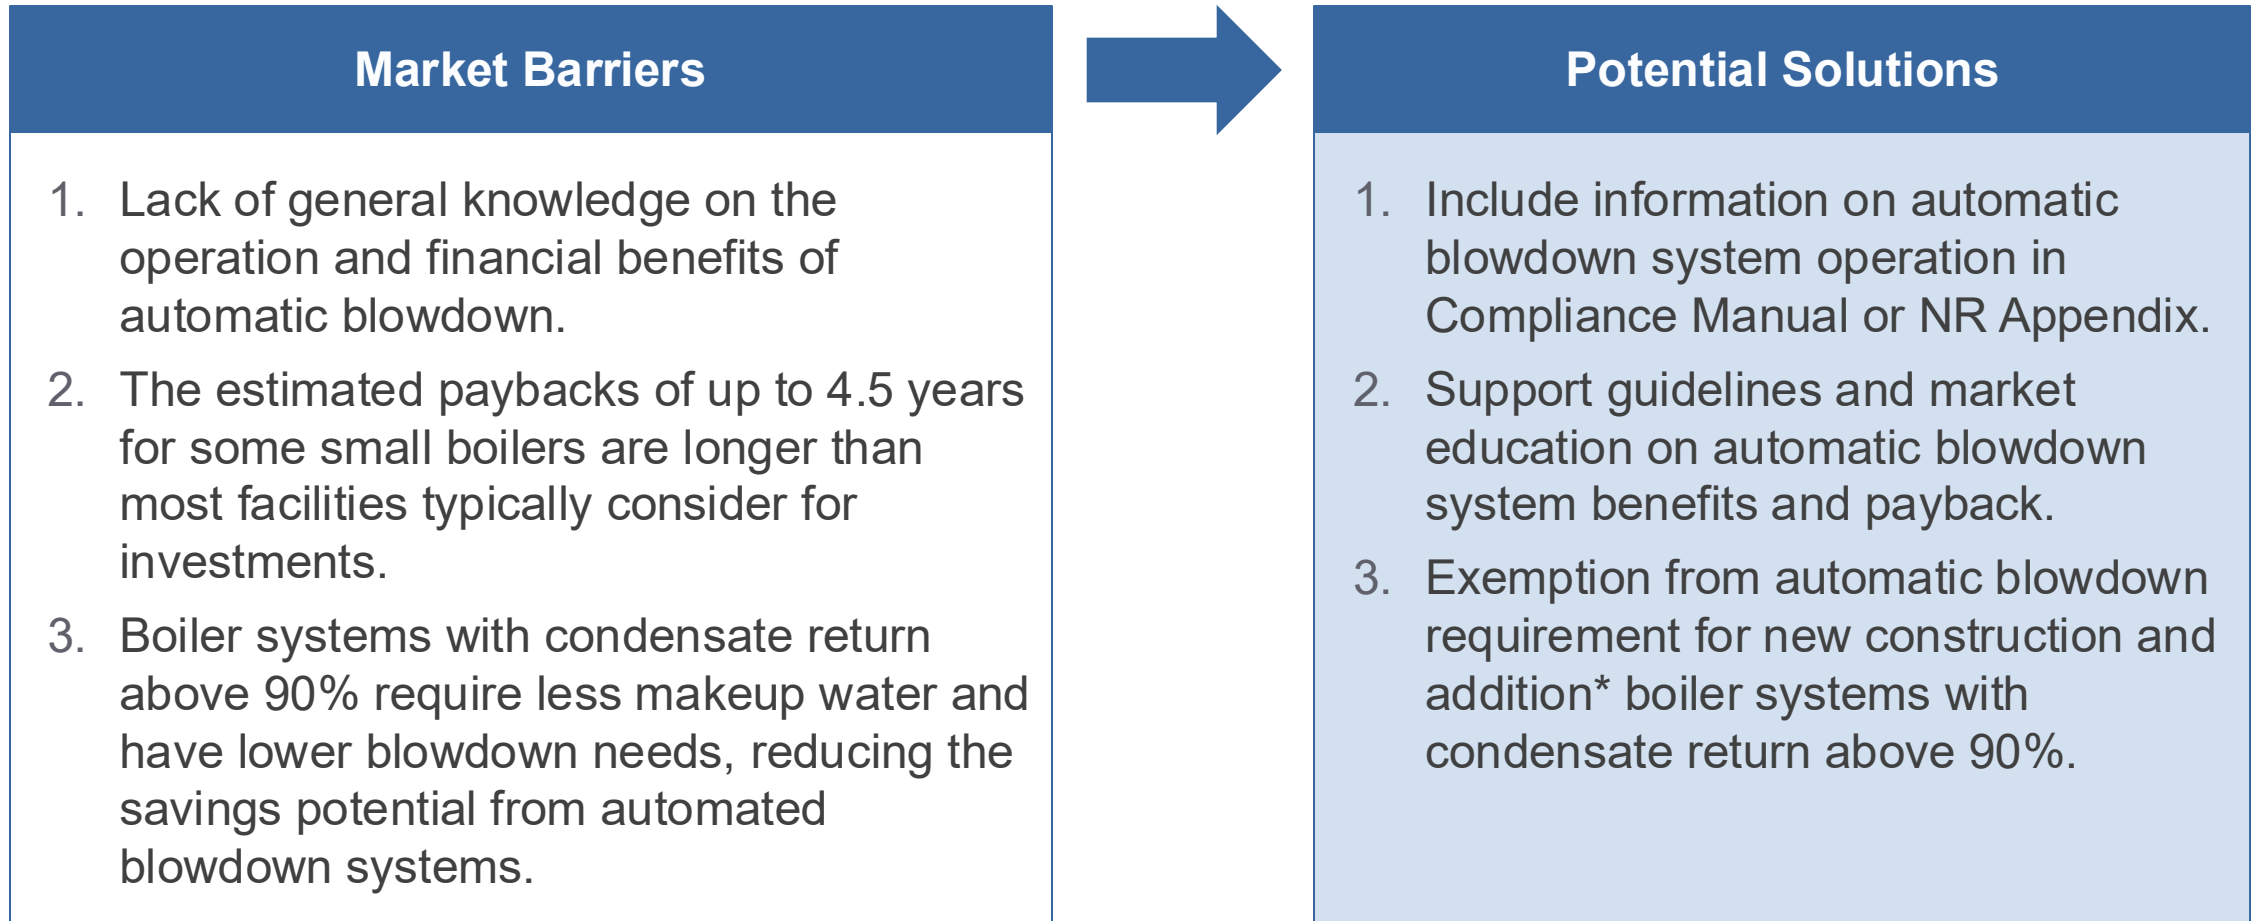 Market Barriers
1. Lack of general knowledge on the
operation and financial benefits of
automatic blowdown.
2. The estimated paybacks of up to 4.5 years
for some small boilers are longer than
most facilities typically consider for
investments.
3. Boiler systems with condensate return
above 90% require less makeup water and
have lower blowdown needs, reducing the
savings potential from automated
blowdown systems.
Potential Solutions
1. Include information on automatic
blowdown system operation in
Compliance Manual or NR Appendix.
2. Support guidelines and market
education on automatic blowdown
system benefits and payback.
3. Exemption from automatic blowdown
requirement for new construction and
addition* boiler systems with
condensate return above 90%.